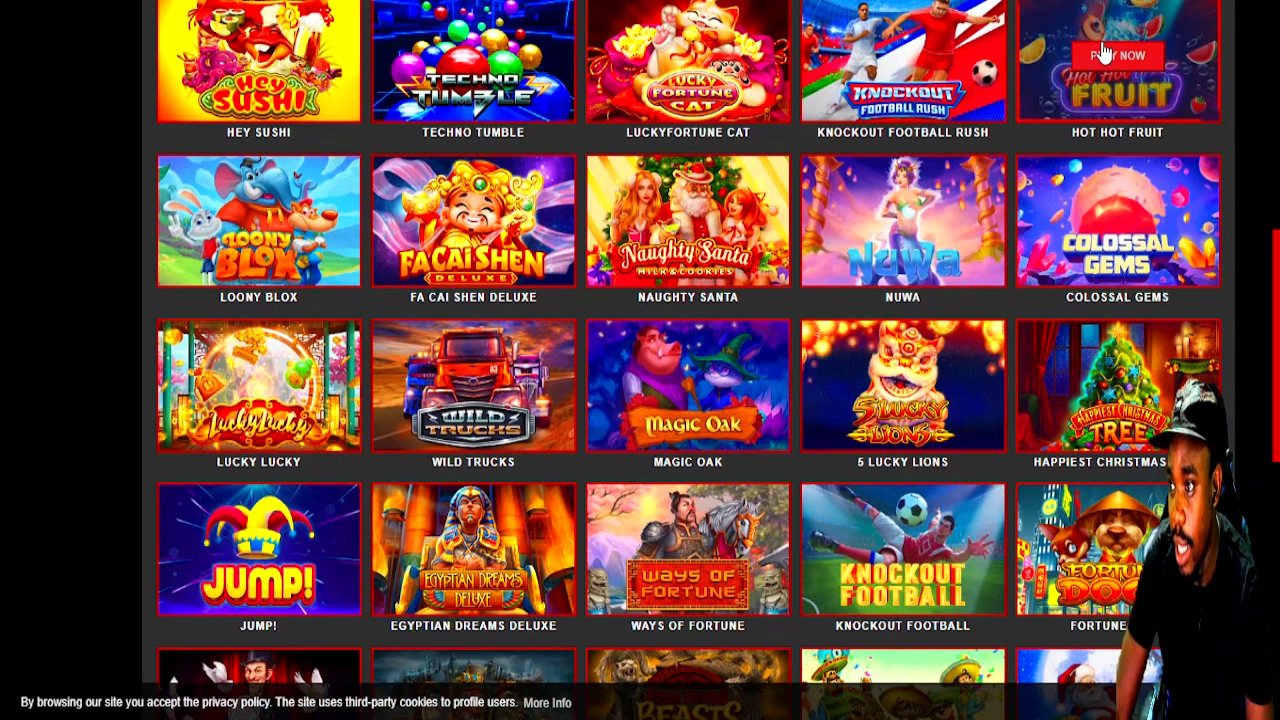 HEY SUSHI
TECHNO TUMBLE
LUCKY FORTUNE CAT
KNOCKOUT FOOTBALL RUSH
NOW
HOT HOT FRUIT
HEY SUSHI
TECHNO TUMBLE
LUCKYFORTUNE CAT
KNOCKOUT FOOTBALL RUSH
HOT HOT FRUIT
LOONY BLOX
FA CAI SHEN DELUXE
Naughty Santa MILK & COOKIES
NUWA
COLOSSAL GEMS
LOONY BLOX
FA CAI SHEN DELUXE
NAUGHTY SANTA
NUWA
COLOSSAL GEMS
Lucky Lucky
WILD TRUCKS
MAGIC OAK
5 LUCKY LIONS
HAPPIEST CHRISTMAS TREE
LUCKY LUCKY
WILD TRUCKS
MAGIC OAK
5 LUCKY LIONS
HAPPIEST CHRISTMAS
JUMP!
EGYPTIAN DREAMS DELUXE
WAYS OF FORTUNE
KNOCKOUT FOOTBALL
JUMP!
EGYPTIAN DREAMS DELUXE
WAYS OF FORTUNE
KNOCKOUT FOOTBALL
FORTUNE
BEASTS
By browsing our site you accept the privacy policy. The site uses third-party cookies to profile users. More Info